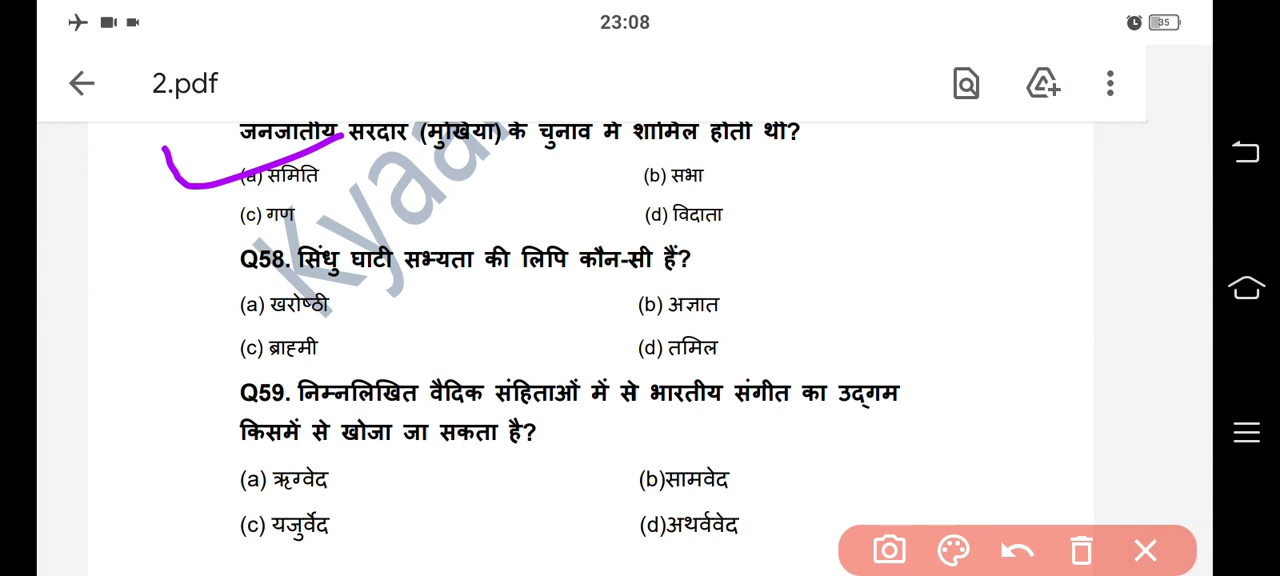 23:08
35
2.pdf
जनजातीय सरदार (मुखिया) के चुनाव में शामिल होती थी?
(a) समिति (b) सभा
(c) गण (d) विदाता
Q58. सिंधु घाटी सभ्यता की लिपि कौन-सी हैं?
(a) खरोष्ठी (b) अज्ञात
(c) ब्राह्मी (d) तमिल
Q59. निम्नलिखित वैदिक संहिताओं में से भारतीय संगीत का उद्गम
किसमें से खोजा जा सकता है?
(a) ऋग्वेद (b)सामवेद
(c) यजुर्वेद (d)अथर्ववेद